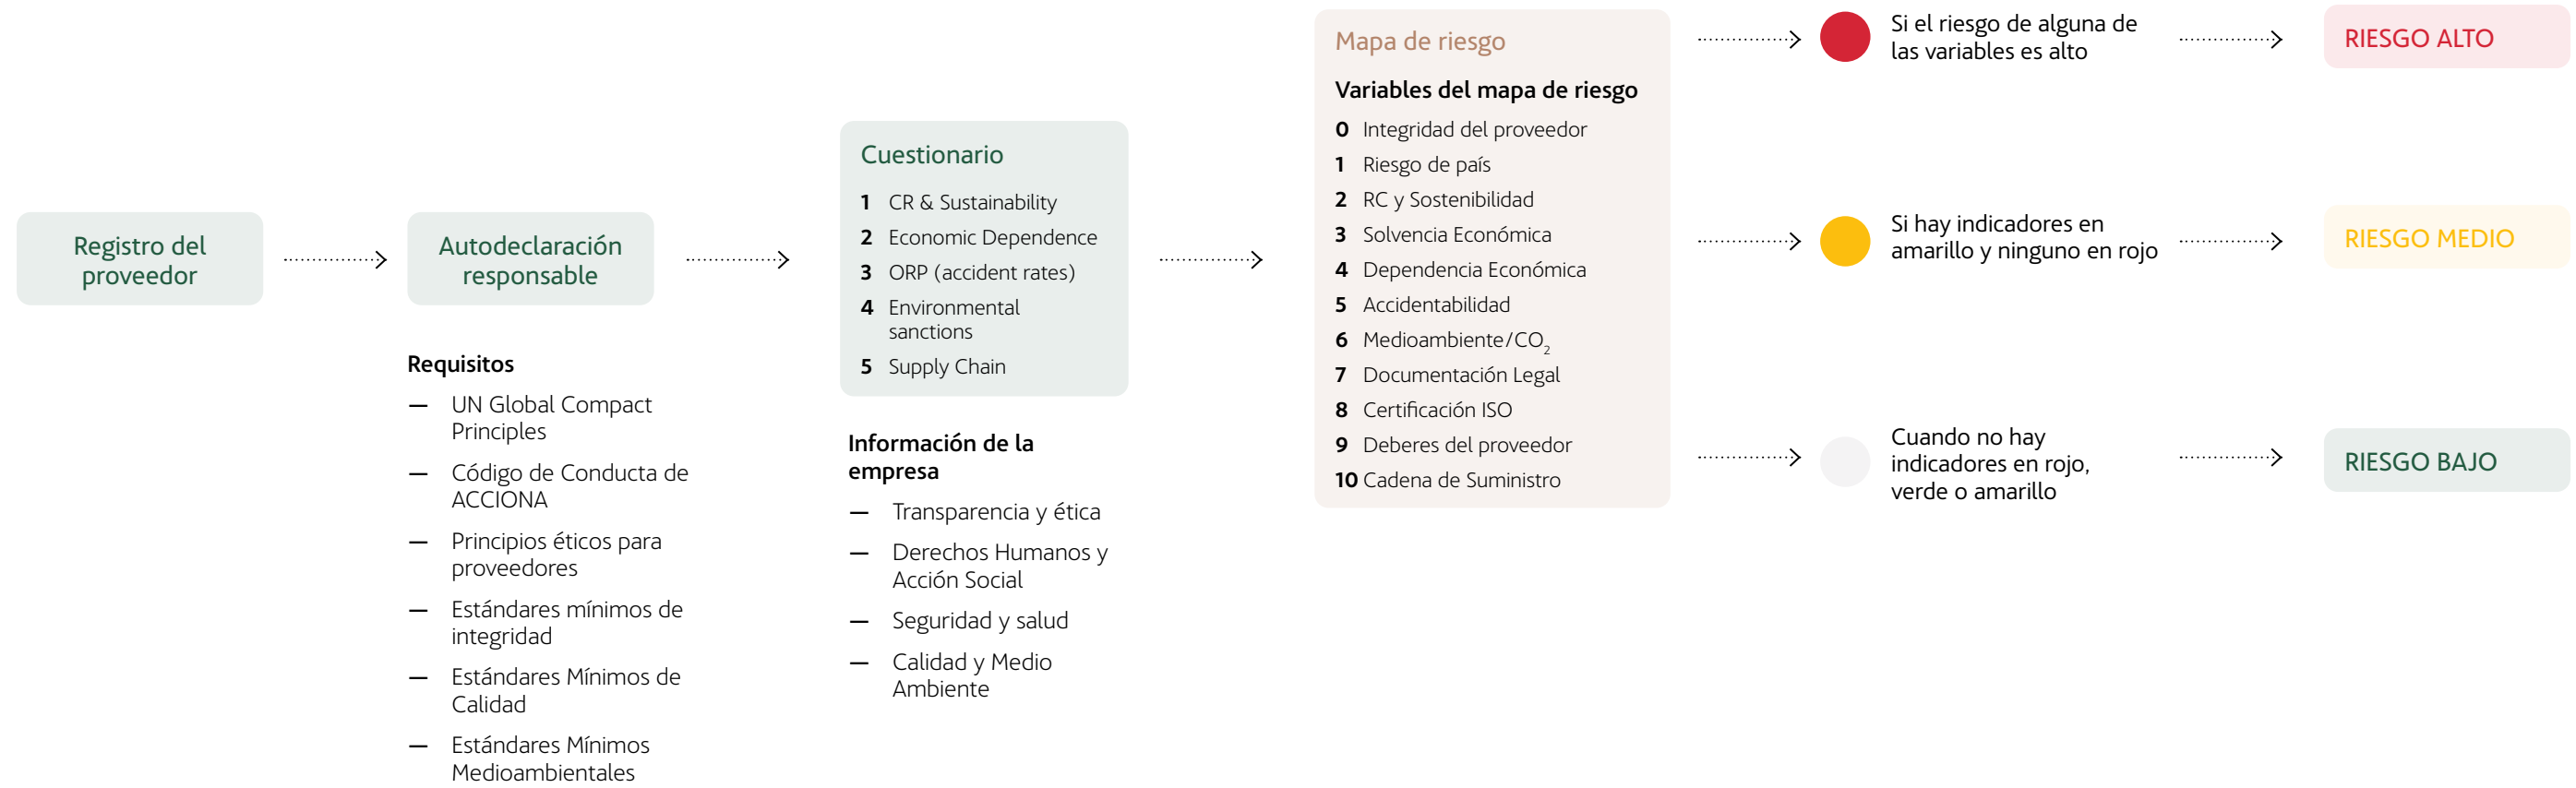 Registro del
proveedor
Autodeclaración
responsable
Requisitos
— UN Global Compact
Principles
— Código de Conducta de
ACCIONA
— Principios éticos para
proveedores
— Estándares mínimos de
integridad
— Estándares Mínimos de
Calidad
— Estándares Mínimos
Medioambientales
Cuestionario
1 CR & Sustainability
2 Economic Dependence
3 ORP (accident rates)
4 Environmental
sanctions
5 Supply Chain
Información de la
empresa
— Transparencia y ética
— Derechos Humanos y
Acción Social
— Seguridad y salud
— Calidad y Medio
Ambiente
Mapa de riesgo
Variables del mapa de riesgo
0 Integridad del proveedor
1 Riesgo de país
2 RC y Sostenibilidad
3 Solvencia Económica
4 Dependencia Económica
5 Accidentabilidad
6 Medioambiente/CO₂
7 Documentación Legal
8 Certificación ISO
9 Deberes del proveedor
10 Cadena de Suministro
Si el riesgo de alguna de
las variables es alto
RIESGO ALTO
Si hay indicadores en
amarillo y ninguno en rojo
RIESGO MEDIO
Cuando no hay
indicadores en rojo,
verde o amarillo
RIESGO BAJO